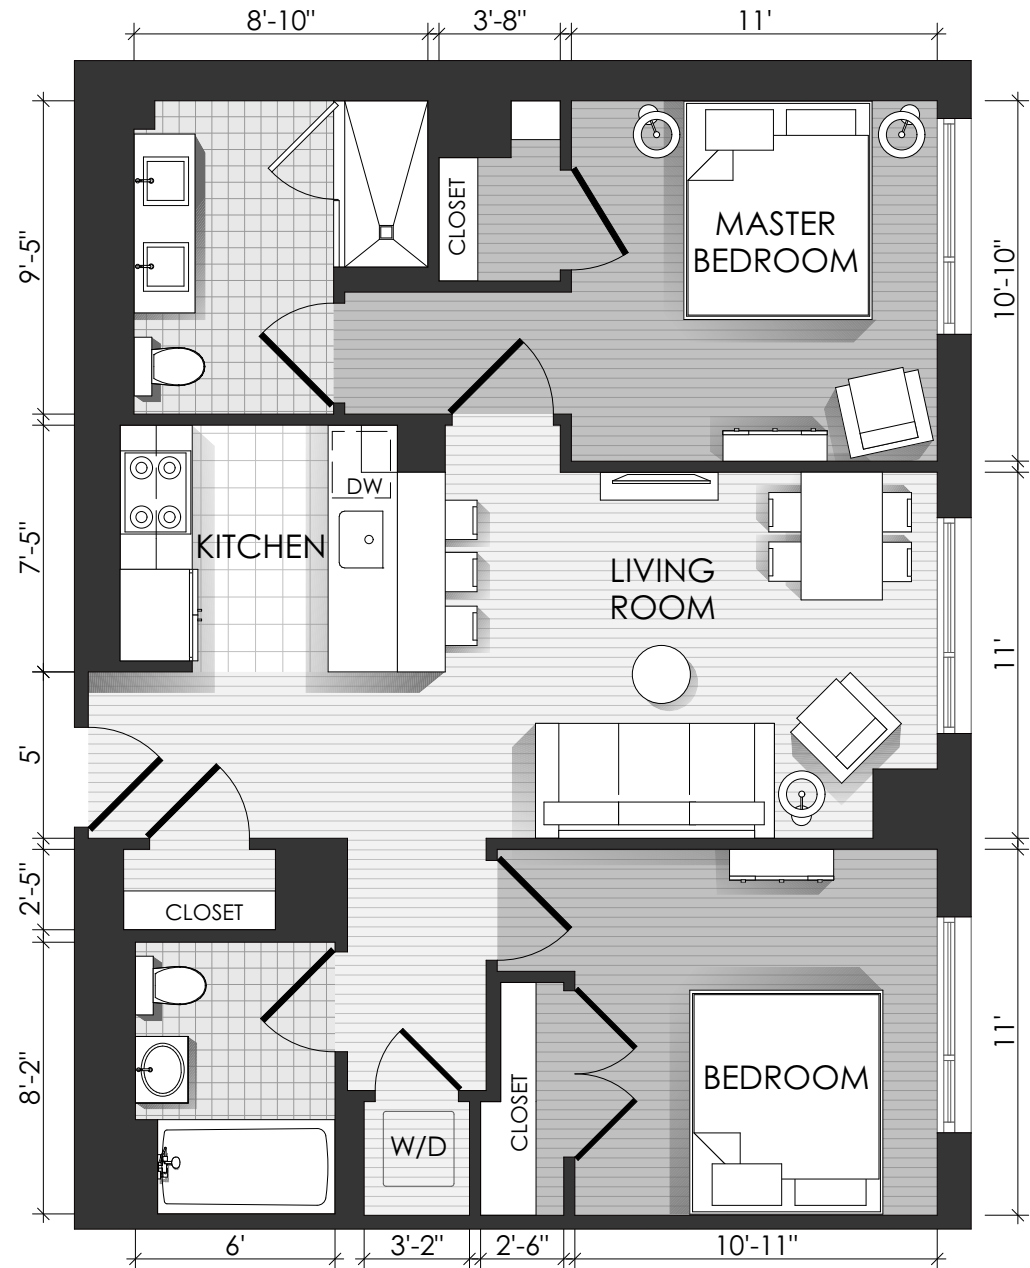 8'-10"
3'-8"
11'
9'-5"
CLOSET
MASTER
BEDROOM
10'-10"
7'-5"
DW
KITCHEN
LIVING
ROOM
11'
5'
2'-5"
CLOSET
8'-2"
CLOSET
BEDROOM
11'
W/D
6'
3'-2"
2'-6"
10'-11"